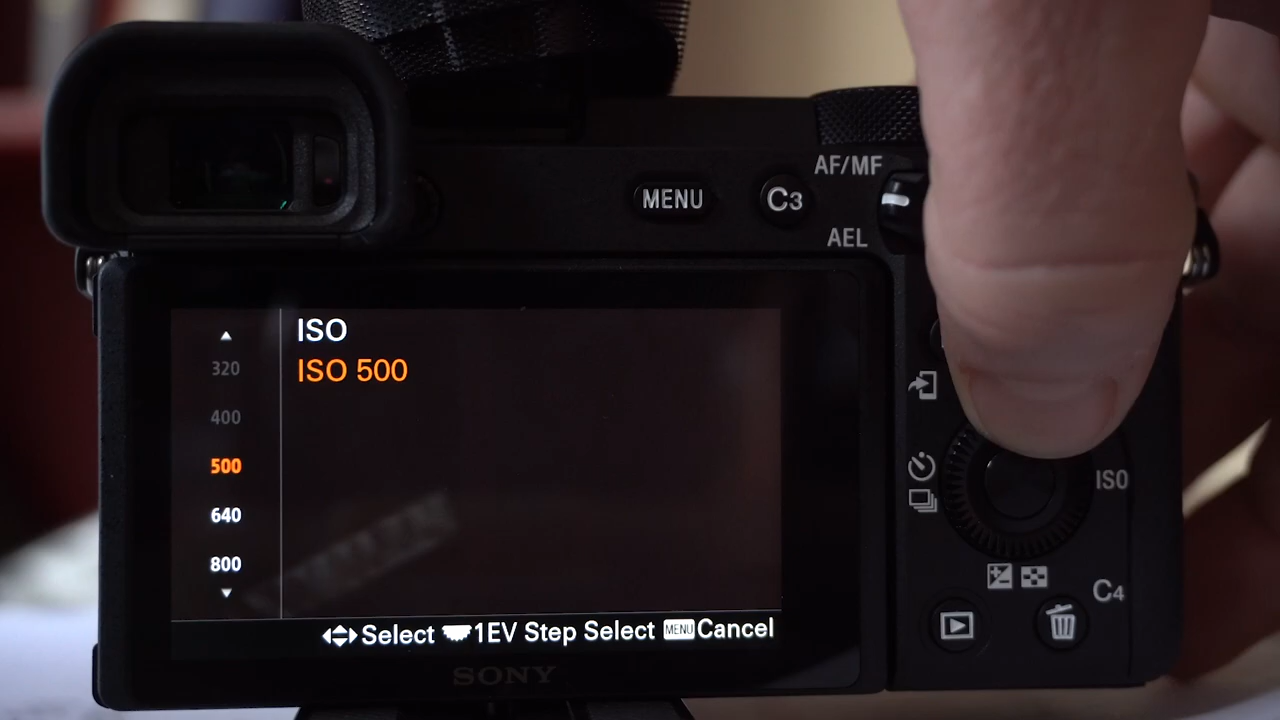 MENU
C3
AF/MF
AEL
ISO
ISO 500
320
400
500
640
800
Select 1EV Step Select MENU Cancel
SONY
ISO
C4